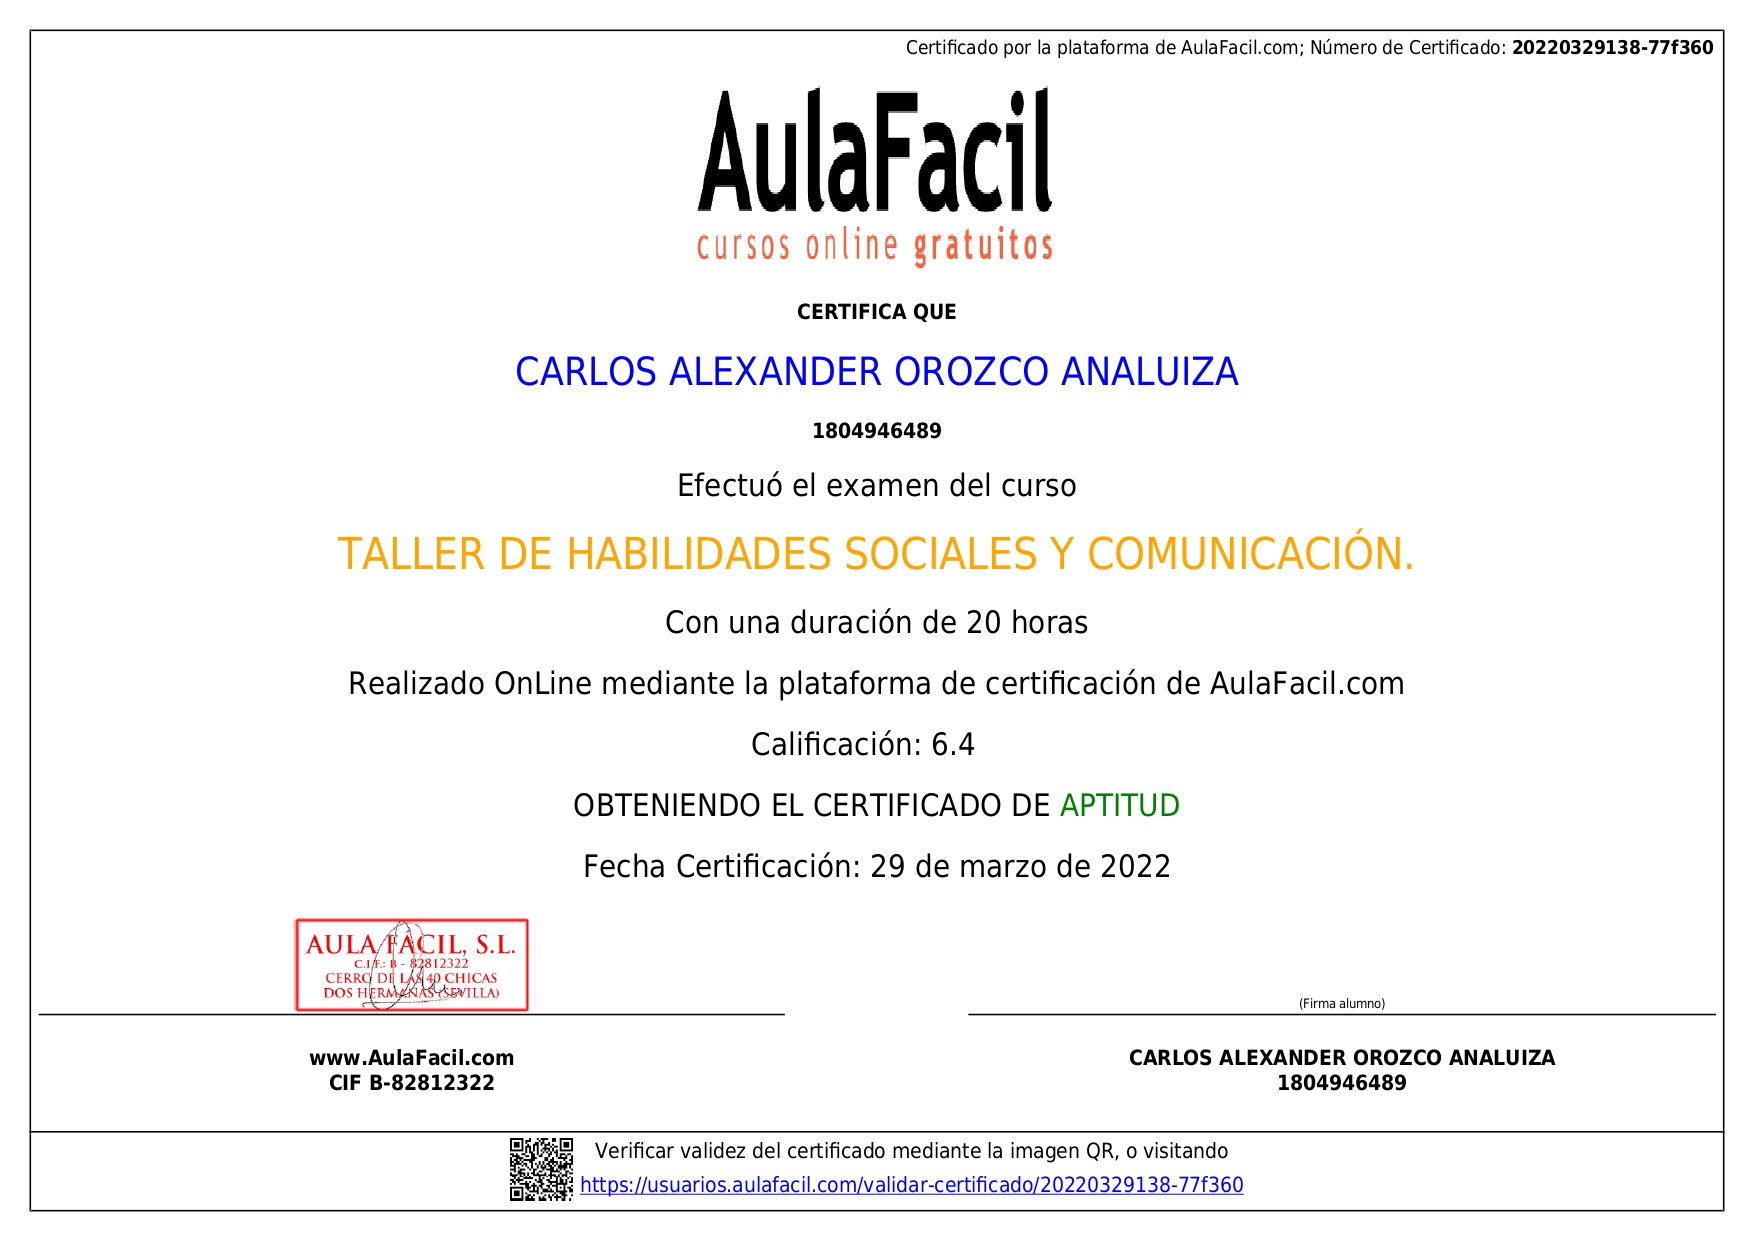 Certificado por la plataforma de AulaFacil.com; Número de Certificado: 20220329138-77f360
AulaFacil
cursos online gratuitos
CERTIFICA QUE
CARLOS ALEXANDER OROZCO ANALUIZA
1804946489
Efectuó el examen del curso
TALLER DE HABILIDADES SOCIALES Y COMUNICACIÓN.
Con una duración de 20 horas
Realizado OnLine mediante la plataforma de certificación de AulaFacil.com
Calificación: 6.4
OBTENIENDO EL CERTIFICADO DE APTITUD
Fecha Certificación: 29 de marzo de 2022
AULA FACIL, S.L.
C.I.F.: B - 82812322
CERRO DE LAS 40 CHICAS
DOS HERMANAS (SEVILLA)
(Firma alumno)
www.AulaFacil.com
CIF B-82812322
CARLOS ALEXANDER OROZCO ANALUIZA
1804946489
Verificar validez del certificado mediante la imagen QR, o visitando
https://usuarios.aulafacil.com/validar-certificado/20220329138-77f360